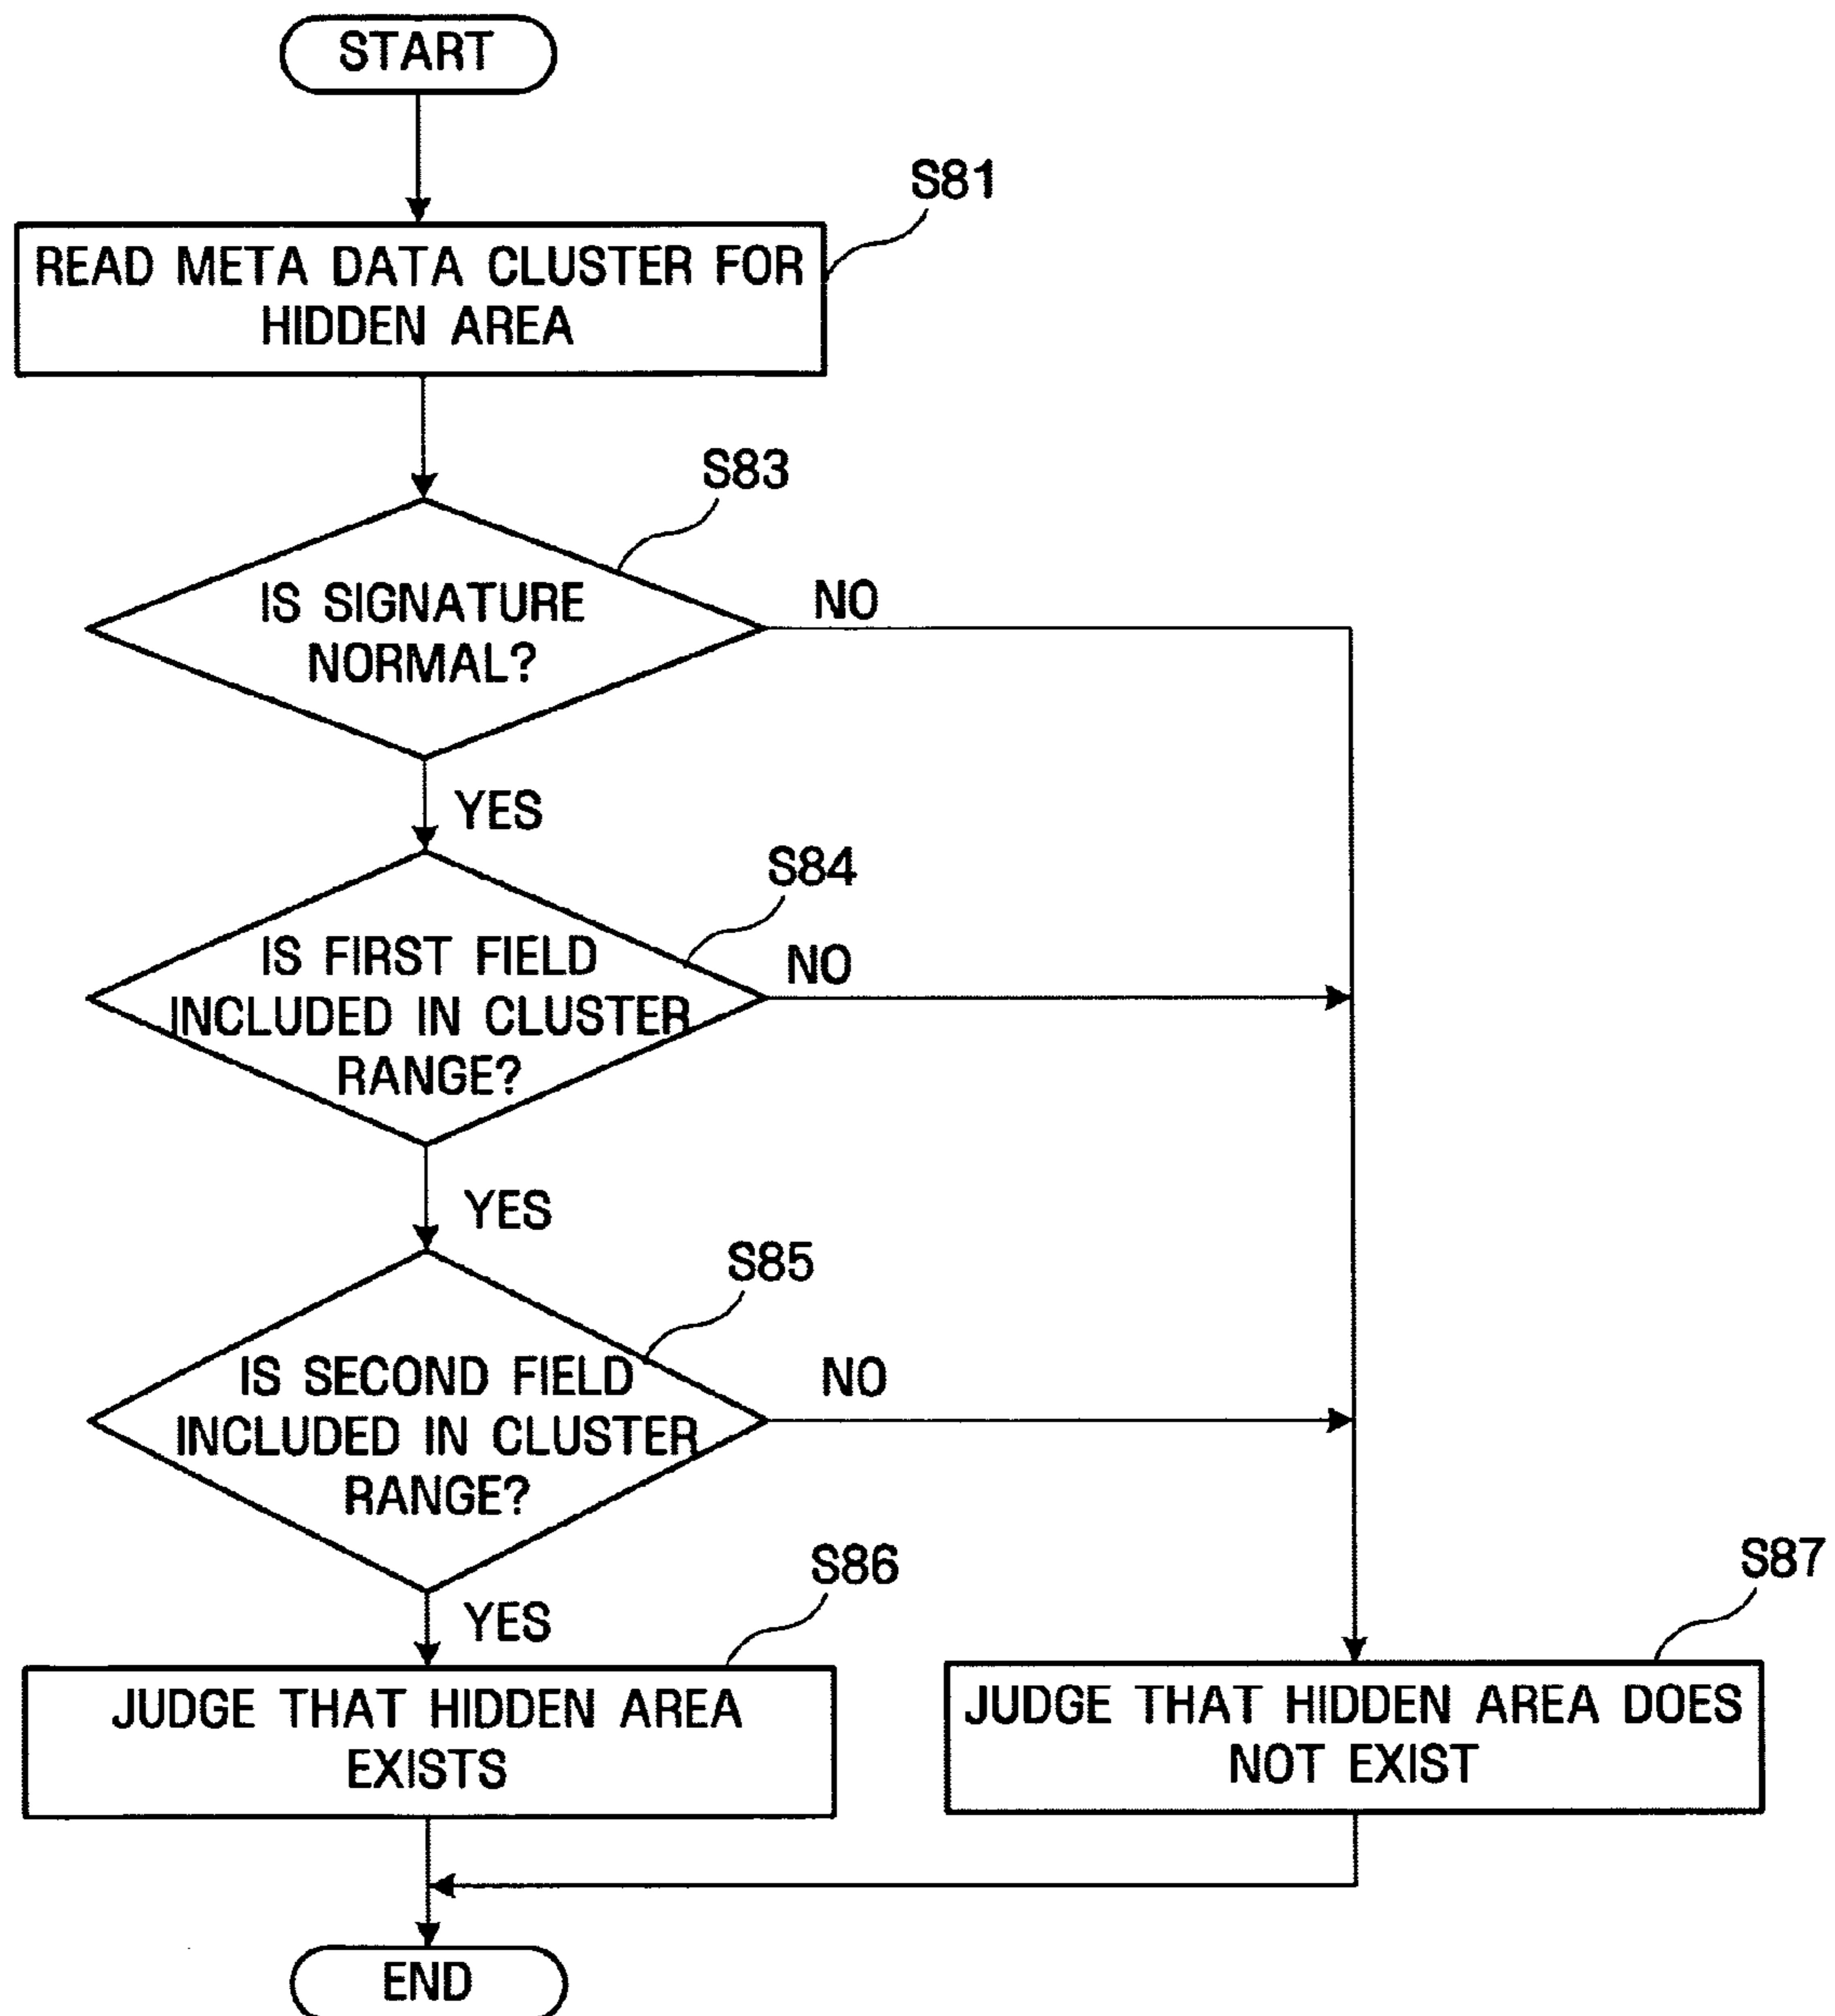 START
S81
READ META DATA CLUSTER FOR
HIDDEN AREA
S83
IS SIGNATURE
NORMAL?
NO
YES
S84
IS FIRST FIELD
INCLUDED IN CLUSTER
RANGE?
NO
YES
S85
IS SECOND FIELD
INCLUDED IN CLUSTER
RANGE?
NO
YES
S86
JUDGE THAT HIDDEN AREA
EXISTS
S87
JUDGE THAT HIDDEN AREA DOES
NOT EXIST
END